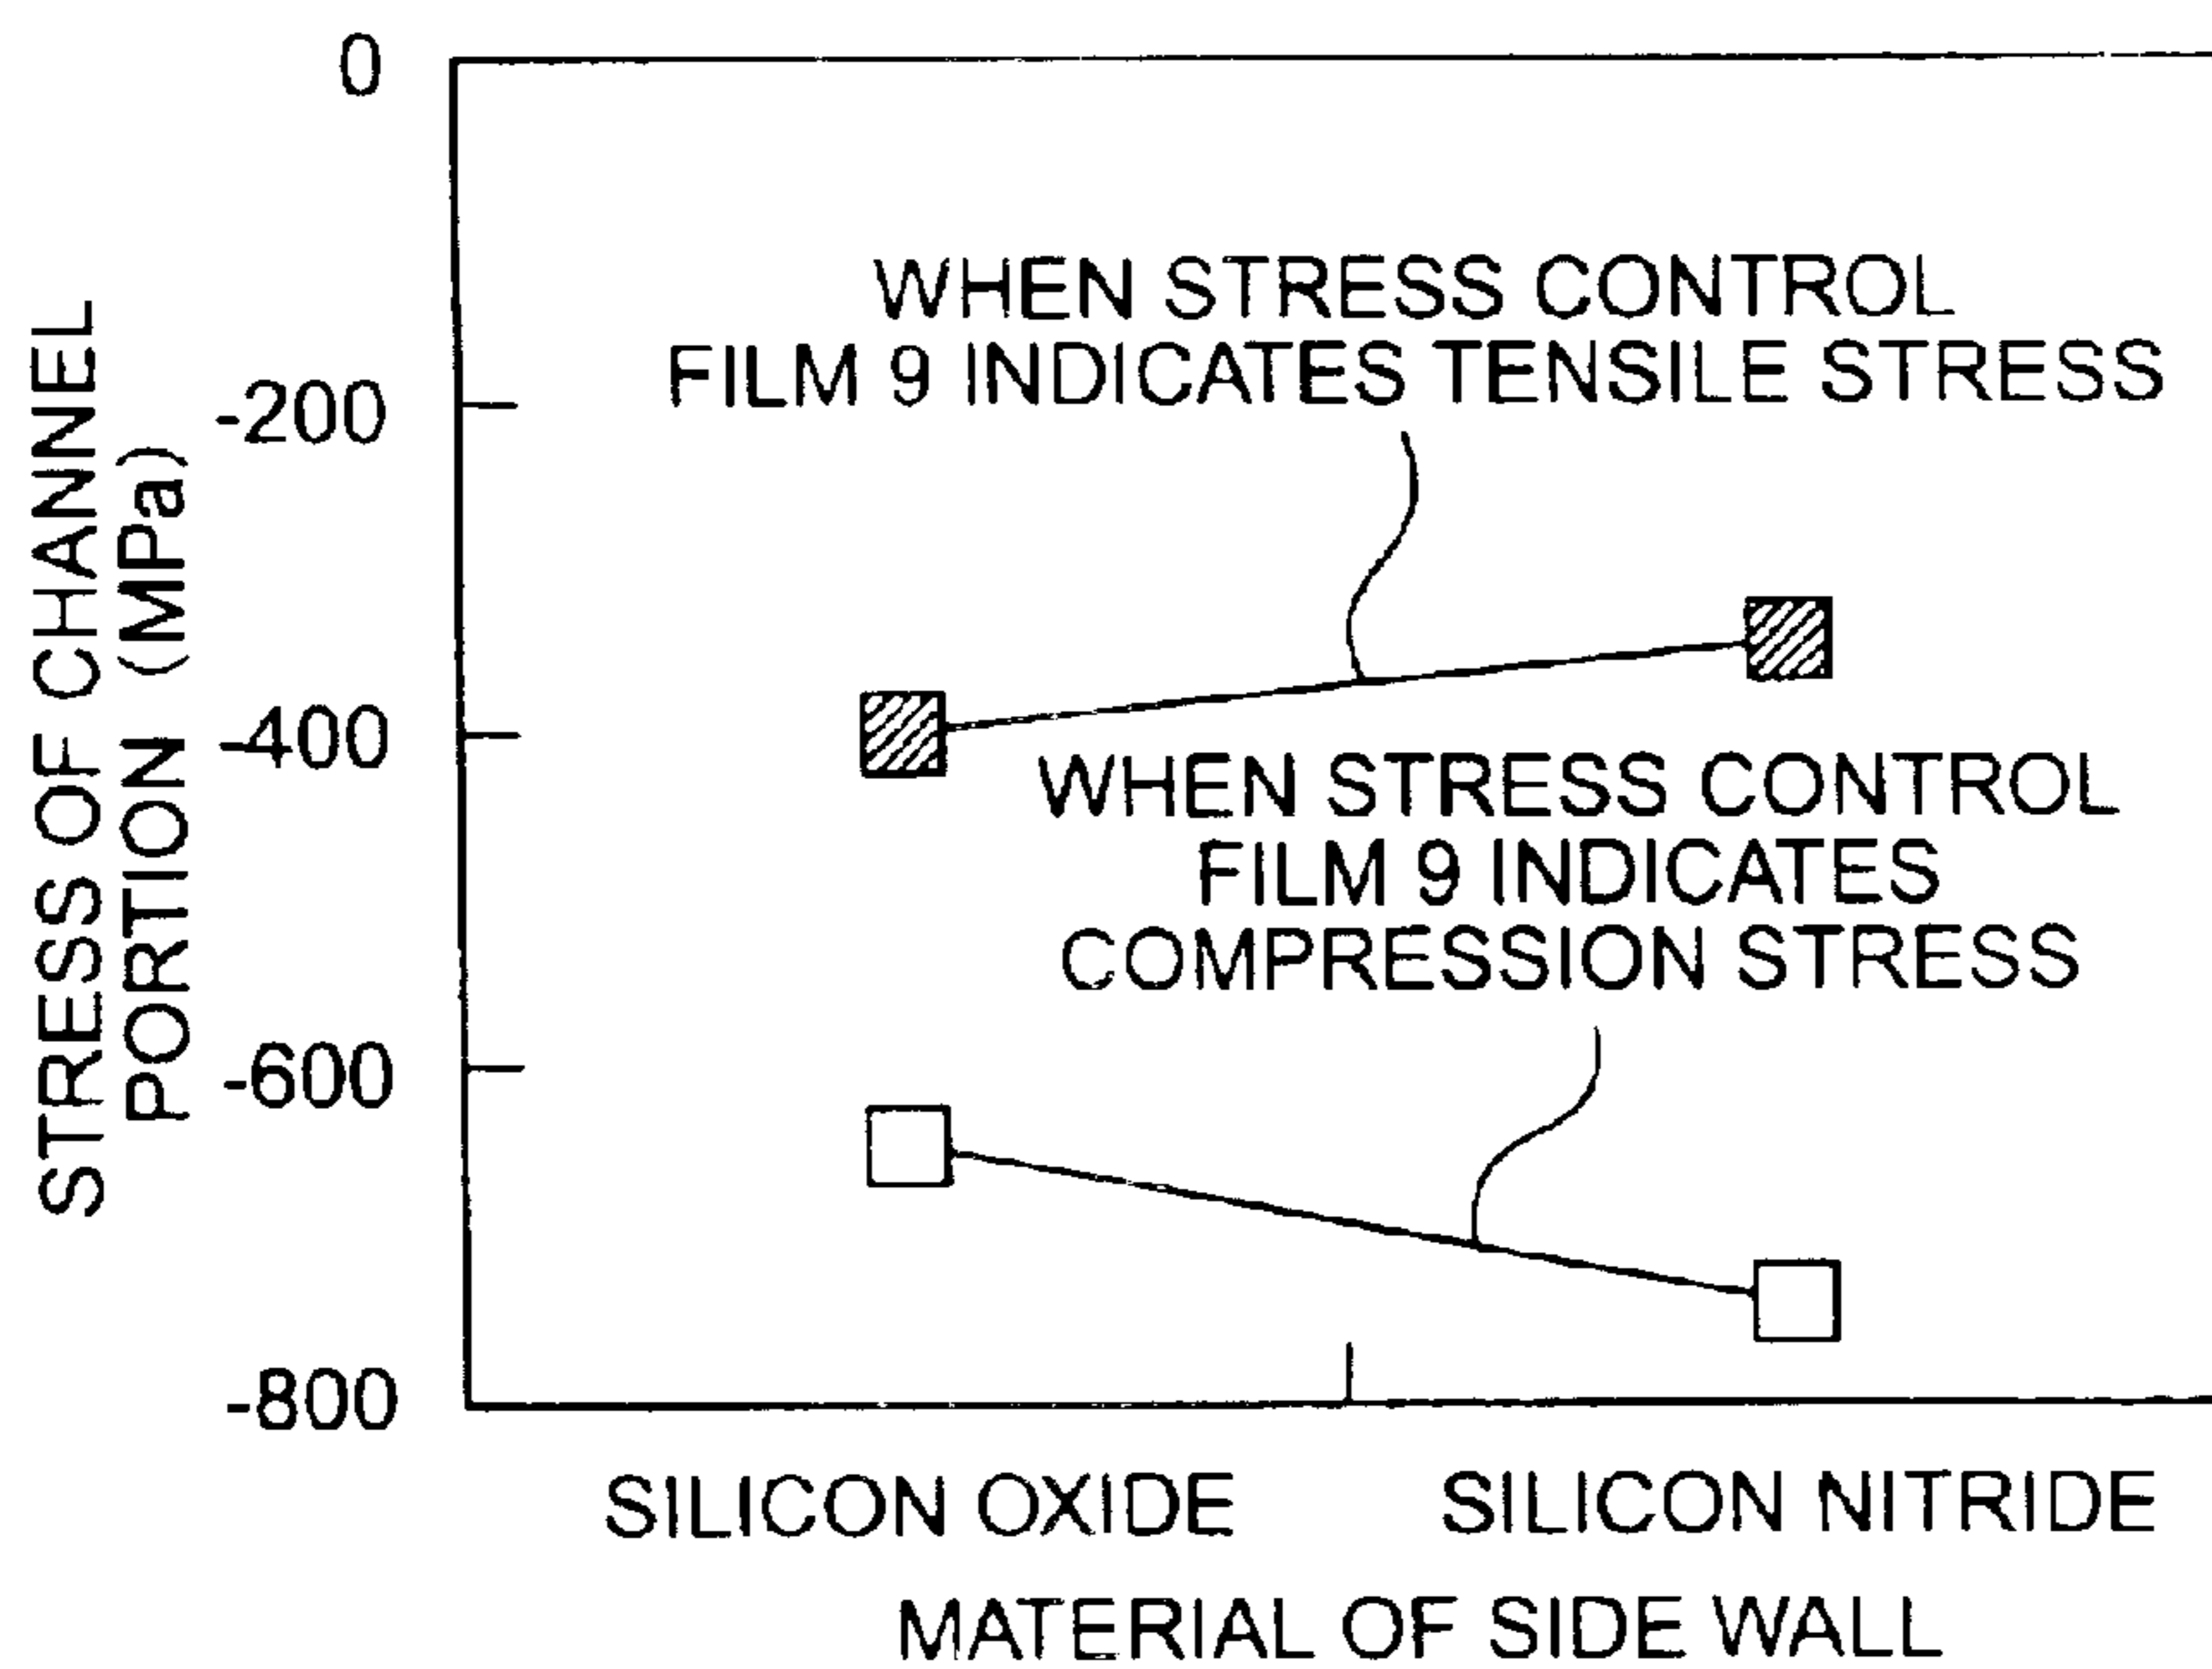 STRESS OF CHANNEL
PORTION (MPa)
0
-200
-400
-600
-800
WHEN STRESS CONTROL
FILM 9 INDICATES TENSILE STRESS
WHEN STRESS CONTROL
FILM 9 INDICATES
COMPRESSION STRESS
SILICON OXIDE
SILICON NITRIDE
MATERIAL OF SIDE WALL